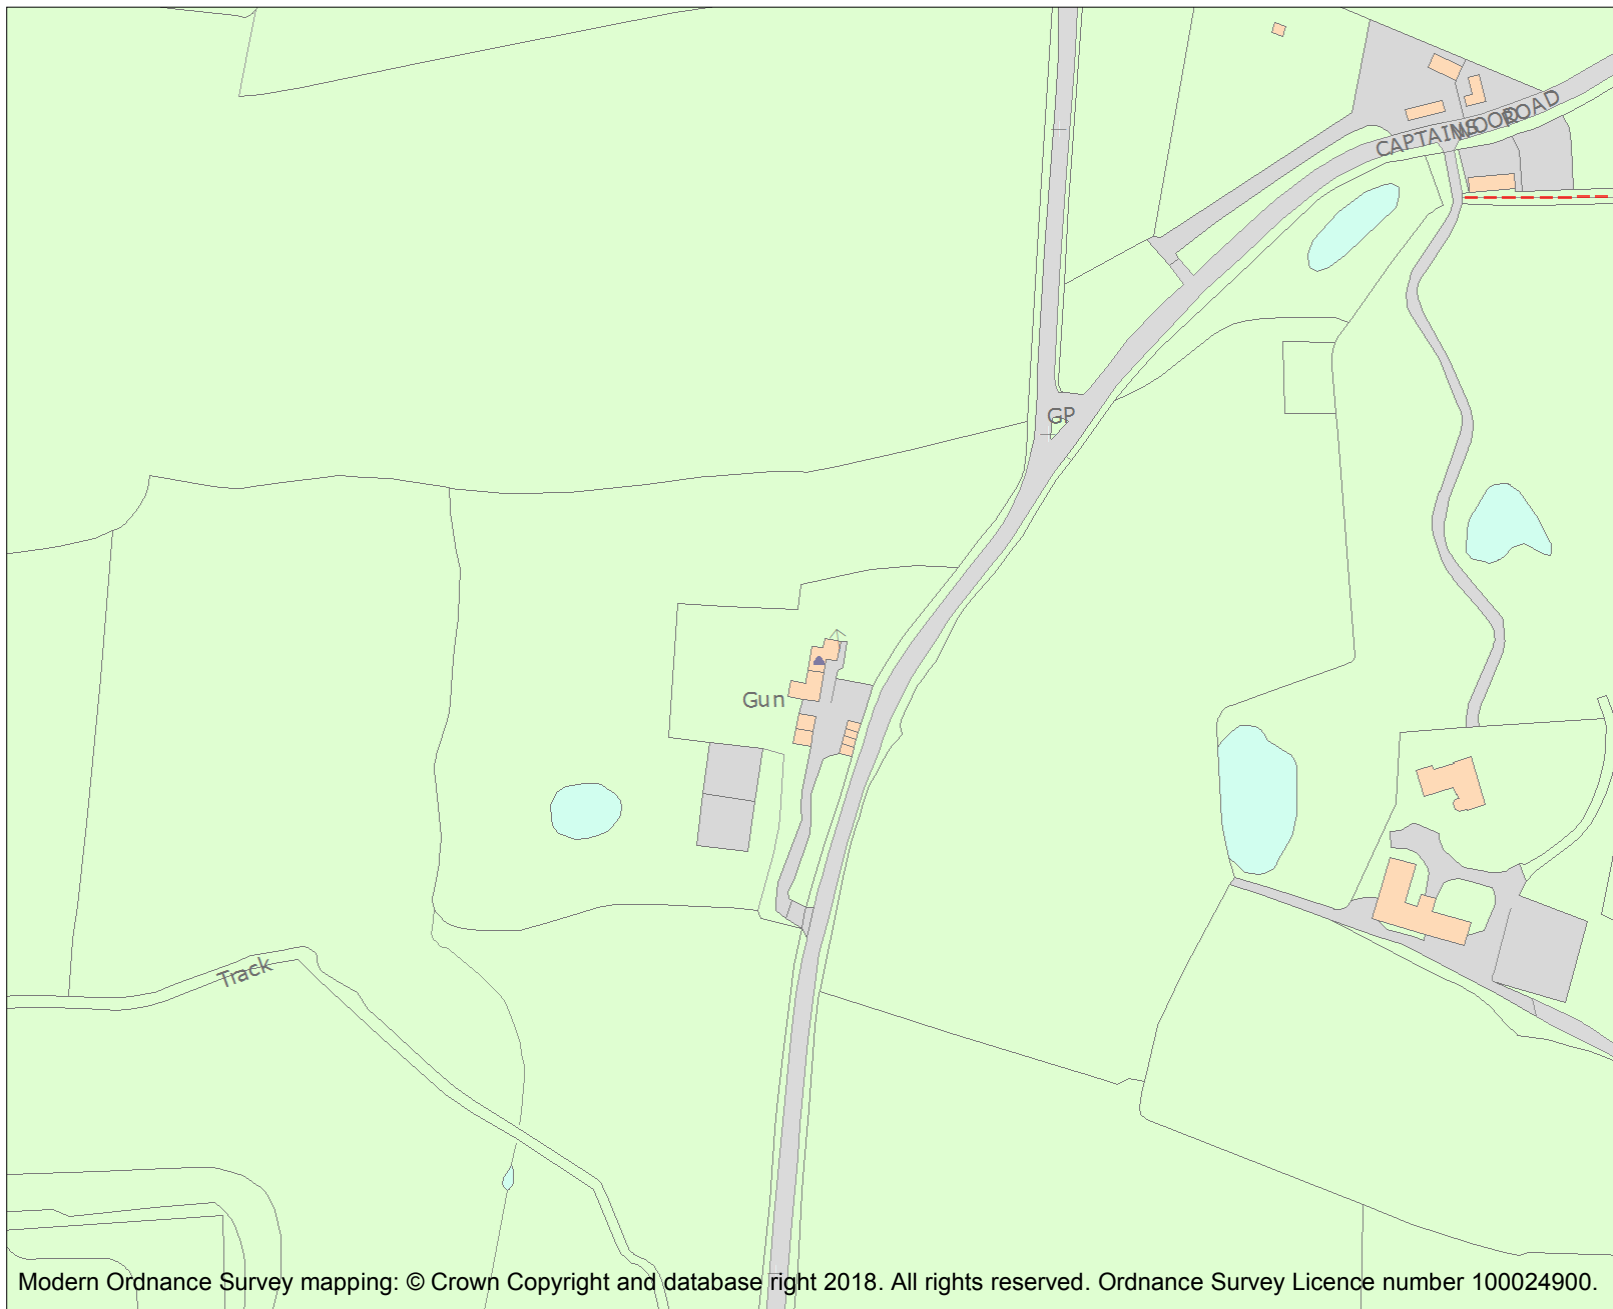 CAPTAINS WOOD ROAD
GP
Gun
Track
Modern Ordnance Survey mapping: © Crown Copyright and database right 2018. All rights reserved. Ordnance Survey Licence number 100024900.